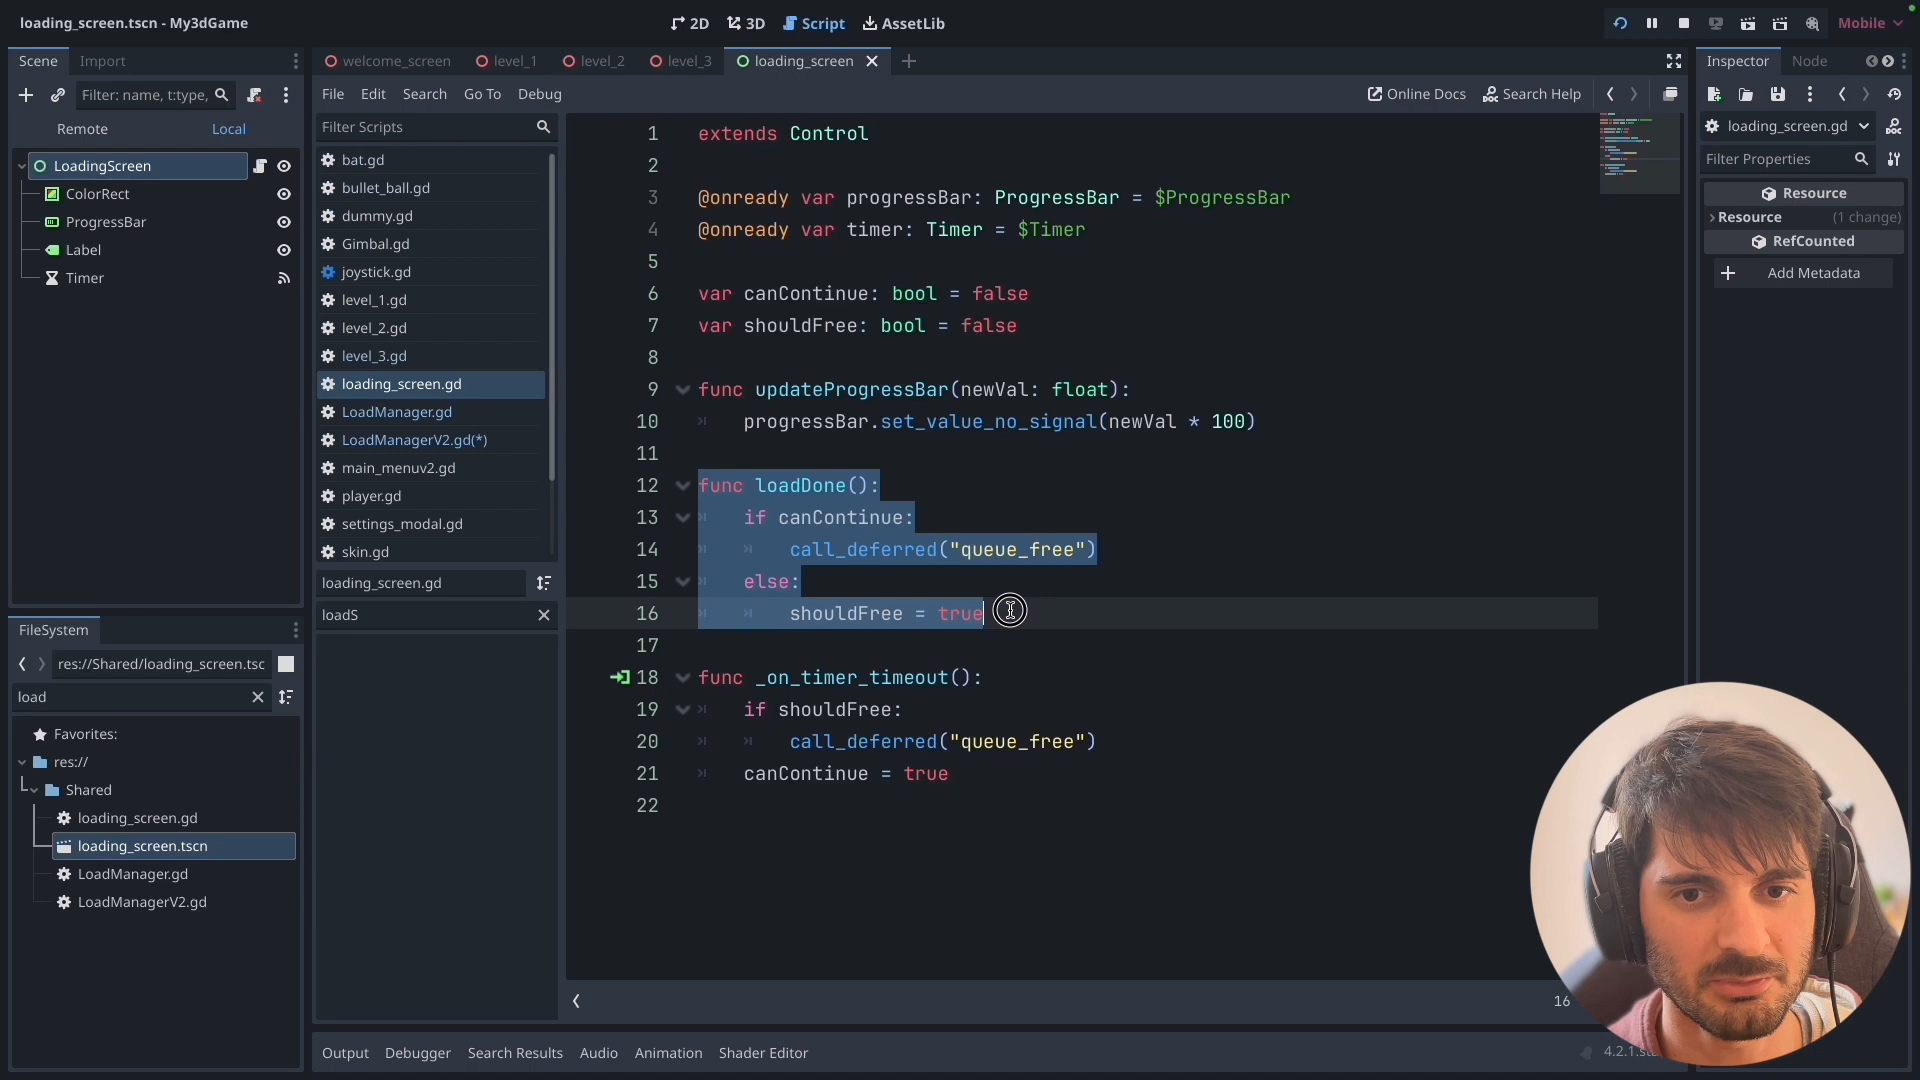 loading_screen.tscn - My3dGame
2D
3D
Script
AssetLib
Mobile
Scene
Import
welcome_screen
level_1
level_2
level_3
loading_screen
Inspector
Node
Filter: name, t:type,
File
Edit
Search
Go To
Debug
Online Docs
Search Help
Remote
Local
Filter Scripts
loading_screen.gd
Filter Properties
LoadingScreen
ColorRect
ProgressBar
Label
Timer
bat.gd
bullet_ball.gd
dummy.gd
Gimbal.gd
joystick.gd
level_1.gd
level_2.gd
level_3.gd
loading_screen.gd
LoadManager.gd
LoadManagerV2.gd(*)
main_menuv2.gd
player.gd
settings_modal.gd
skin.gd
loading_screen.gd
loadS
1 extends Control
2
3 @onready var progressBar: ProgressBar = $ProgressBar
4 @onready var timer: Timer = $Timer
5
6 var canContinue: bool = false
7 var shouldFree: bool = false
8
9 func updateProgressBar(newVal: float):
10 progressBar.set_value_no_signal(newVal * 100)
11
12 func loadDone():
13 if canContinue:
14 call_deferred("queue_free")
15 else:
16 shouldFree = true
17
18 func _on_timer_timeout():
19 if shouldFree:
20 call_deferred("queue_free")
21 canContinue = true
22
Resource
Resource (1 change)
RefCounted
Add Metadata
FileSystem
res://Shared/loading_screen.tsc
load
Favorites:
res://
Shared
loading_screen.gd
loading_screen.tscn
LoadManager.gd
LoadManagerV2.gd
16
Output
Debugger
Search Results
Audio
Animation
Shader Editor